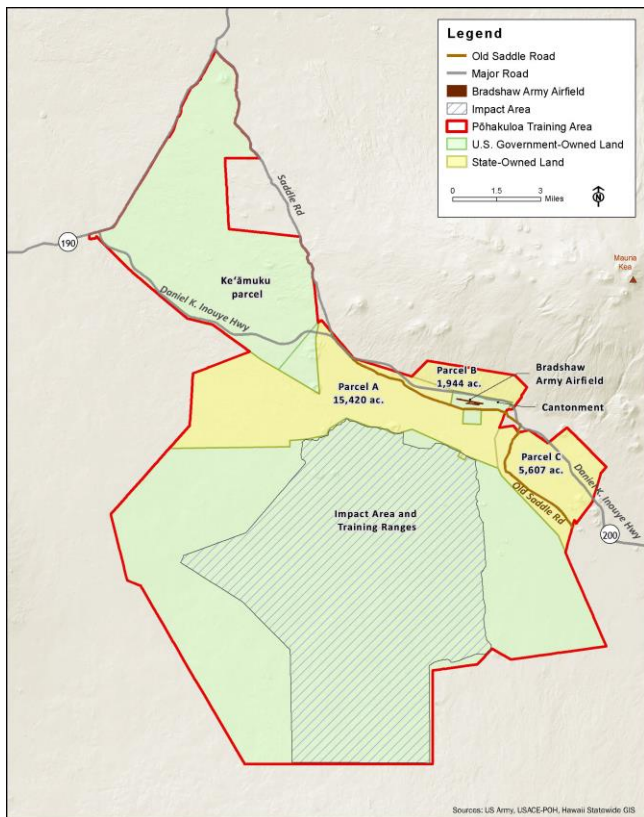 Legend
Old Saddle Road
Major Road
Bradshaw Army Airfield
Impact Area
Pōhakuloa Training Area
U.S. Government-Owned Land
State-Owned Land
0 1.5 3
Miles
N
Saddle Rd
190
Mauna
Kea
Keʻāmuku
parcel
Daniel K. Inouye Hwy
Parcel B
1,944 ac.
Bradshaw
Army Airfield
Parcel A
15,420 ac.
Cantonment
Parcel C
5,607 ac.
Daniel K. Inouye Hwy
Old Saddle Rd
Impact Area and
Training Ranges
200
Sources: US Army, USACE-POH, Hawaii Statewide GIS